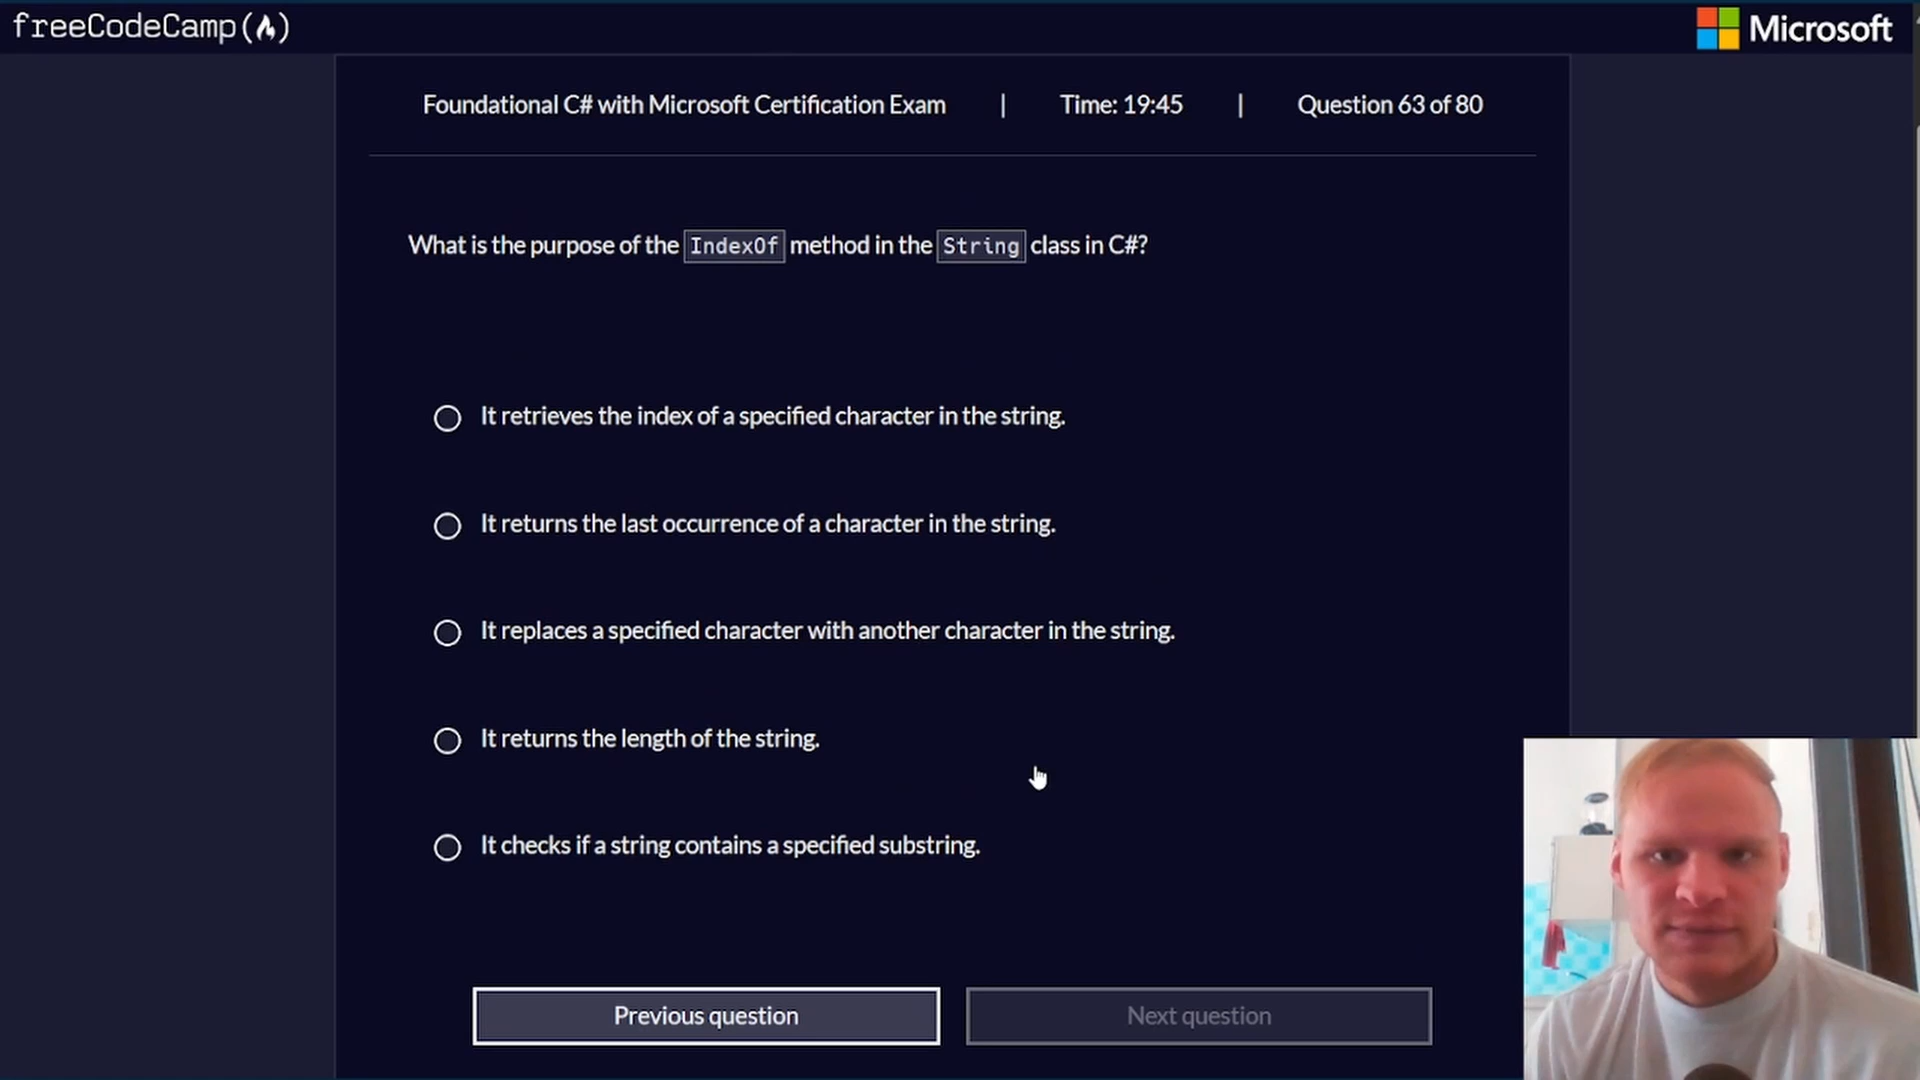 freeCodeCamp
Microsoft
Foundational C# with Microsoft Certification Exam | Time: 19:45 | Question 63 of 80
What is the purpose of the IndexOf method in the String class in C#?
It retrieves the index of a specified character in the string.
It returns the last occurrence of a character in the string.
It replaces a specified character with another character in the string.
It returns the length of the string.
It checks if a string contains a specified substring.
Previous question
Next question